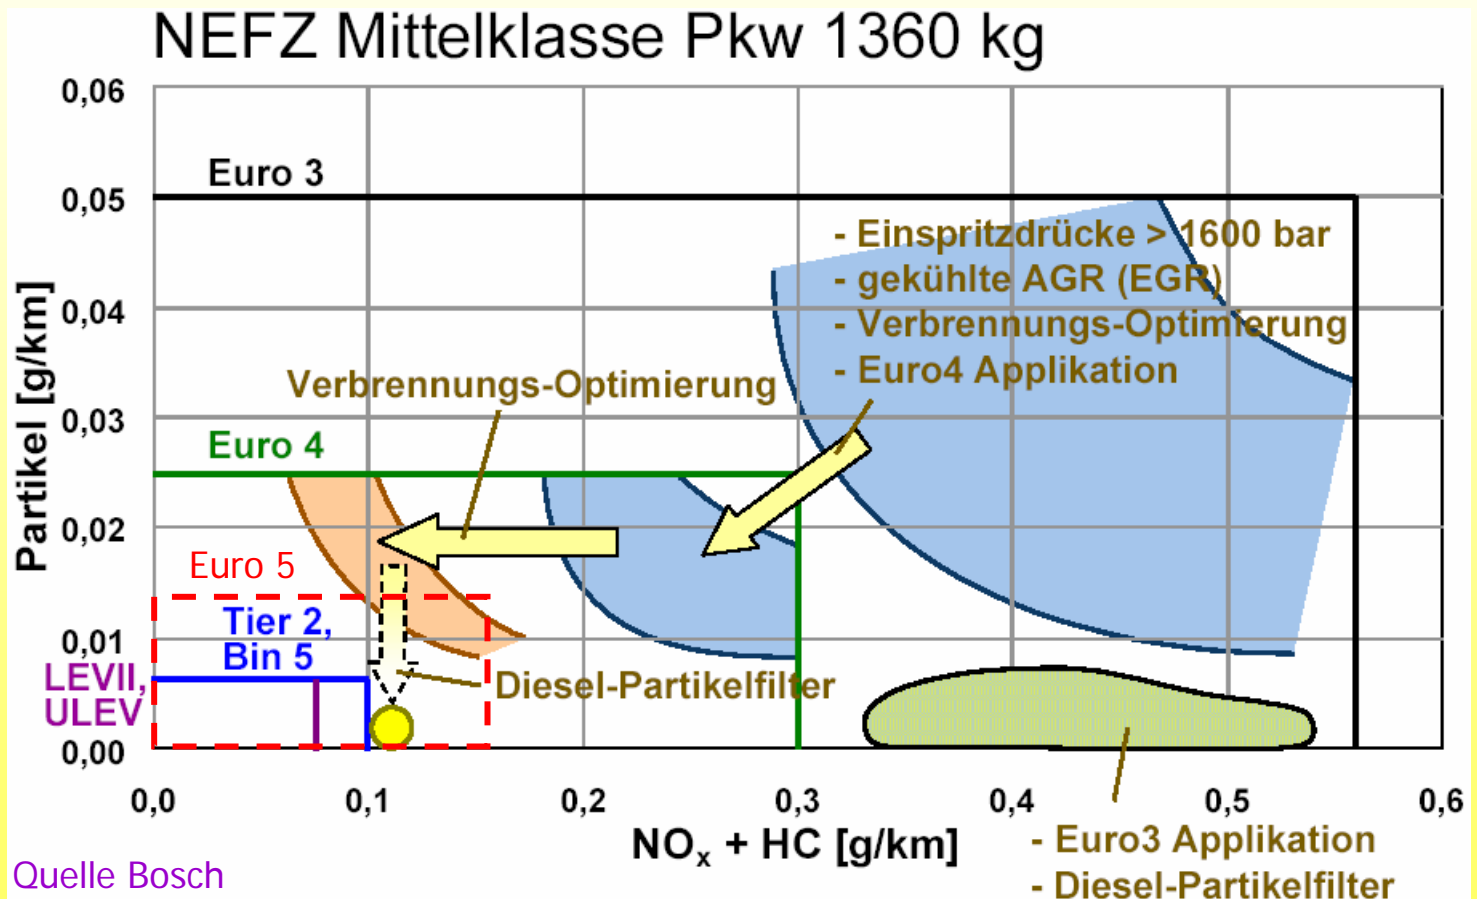 NEFZ Mittelklasse Pkw 1360 kg
0,06
0,05
0,04
0,03
0,02
0,01
0,00
Partikel [g/km]
Euro 3
- Einspritzdrücke > 1600 bar
- gekühlte AGR (EGR)
- Verbrennungs-Optimierung
- Euro4 Applikation
Verbrennungs-Optimierung
Euro 4
Euro 5
Tier 2,
Bin 5
LEVII,
ULEV
Diesel-Partikelfilter
0,0
0,1
0,2
0,3
0,4
0,5
0,6
NOx + HC [g/km]
- Euro3 Applikation
- Diesel-Partikelfilter
Quelle Bosch